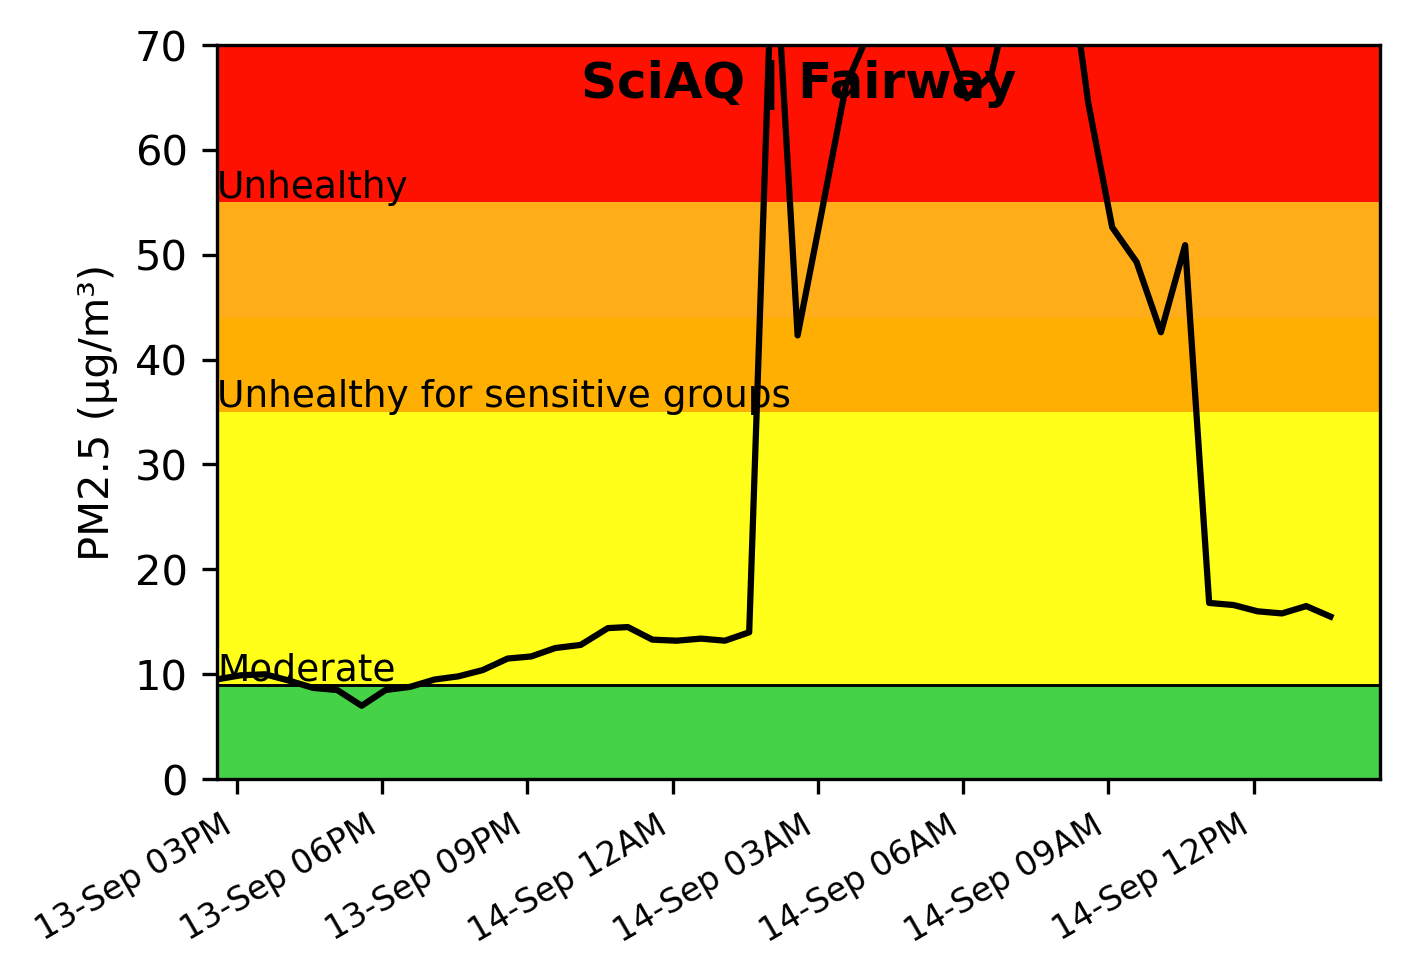 SciAQ | Fairway
70
60
50
40
30
20
10
0
PM2.5 (µg/m³)
Unhealthy
Unhealthy for sensitive groups
Moderate
13-Sep 03PM
13-Sep 06PM
13-Sep 09PM
14-Sep 12AM
14-Sep 03AM
14-Sep 06AM
14-Sep 09AM
14-Sep 12PM